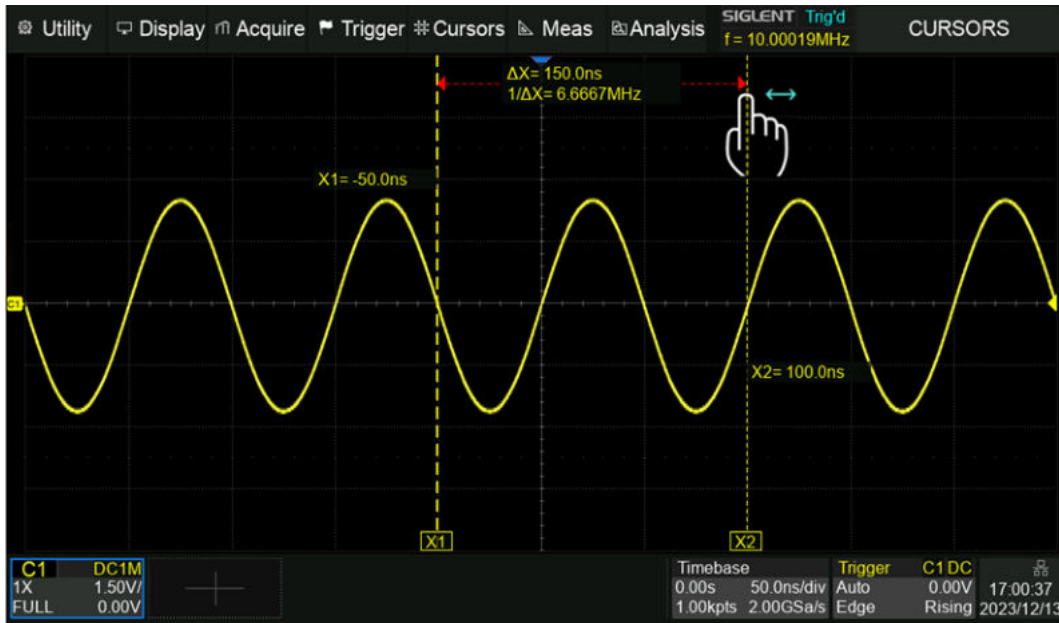 Utility Display Acquire Trigger Cursors Meas Analysis SIGLENT Trig'd CURSORS
f = 10.00019MHz
ΔX= 150.0ns
1/ΔX= 6.6667MHz
X1= -50.0ns
C1
X2= 100.0ns
X1 X2
C1 DC1M Timebase Trigger C1 DC
1X 1.50V/ 0.00s 50.0ns/div Auto 0.00V 17:00:37
FULL 0.00V 1.00kpts 2.00GSa/s Edge Rising 2023/12/13